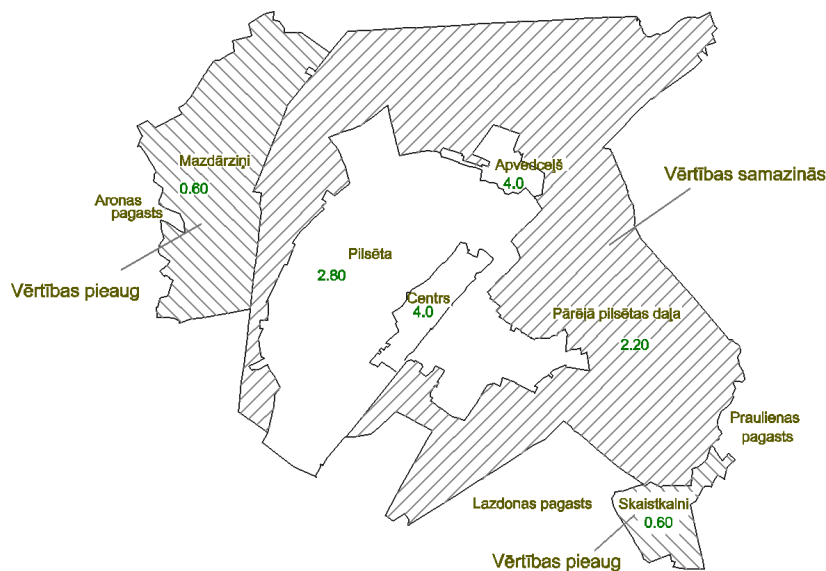 Mazdārziņi
0.60
Apvedceļš
4.0
Vērtības samazinās
Aronas
pagasts
Pilsēta
2.80
Vērtības pieaug
Centrs
4.0
Pārējā pilsētas daļa
2.20
Praulienas
pagasts
Lazdonas pagasts
Skaistkalni
0.60
Vērtības pieaug